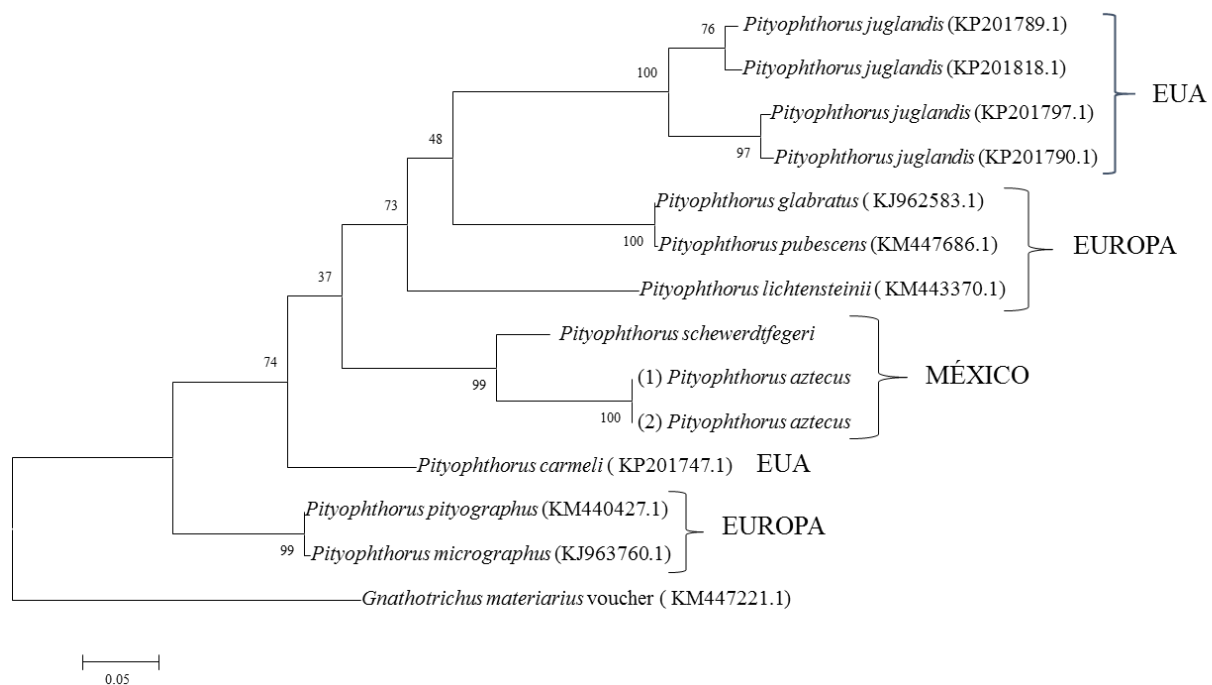 76
Pityophthorus juglandis (KP201789.1)
Pityophthorus juglandis (KP201818.1)
100
EUA
Pityophthorus juglandis (KP201797.1)
97
Pityophthorus juglandis (KP201790.1)
48
Pityophthorus glabratus ( KJ962583.1)
73
100
Pityophthorus pubescens (KM447686.1)
EUROPA
37
Pityophthorus lichtensteinii ( KM443370.1)
Pityophthorus schewerdtfegeri
74
99
(1) Pityophthorus aztecus
MÉXICO
100
(2) Pityophthorus aztecus
Pityophthorus carmeli ( KP201747.1)
EUA
Pityophthorus pityographus (KM440427.1)
EUROPA
99
Pityophthorus micrographus (KJ963760.1)
Gnathotrichus materiarius voucher ( KM447221.1)
0.05